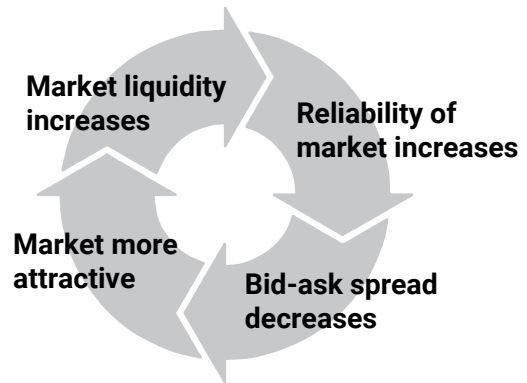 Market liquidity
increases
Reliability of
market increases
Bid-ask spread
decreases
Market more
attractive